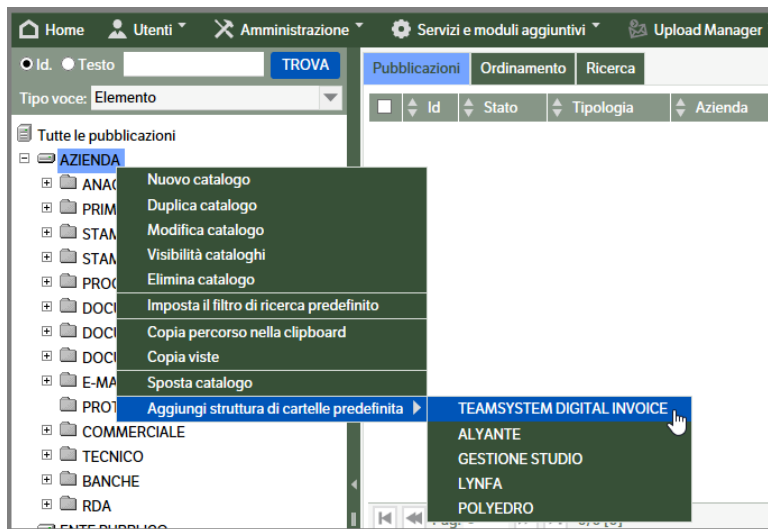 Home Utenti Amministrazione Servizi e moduli aggiuntivi Upload Manager
Id. Testo TROVA
Tipo voce: Elemento
Pubblicazioni Ordinamento Ricerca
Id Stato Tipologia Azienda
Tutte le pubblicazioni
AZIENDA
Nuovo catalogo
Duplica catalogo
Modifica catalogo
Visibilità cataloghi
Elimina catalogo
Imposta il filtro di ricerca predefinito
Copia percorso nella clipboard
Copia viste
Sposta catalogo
Aggiungi struttura di cartelle predefinita
TEAMSYSTEM DIGITAL INVOICE
ALYANTE
GESTIONE STUDIO
LYNFA
POLYEDRO
COMMERCIALE
TECNICO
BANCHE
RDA